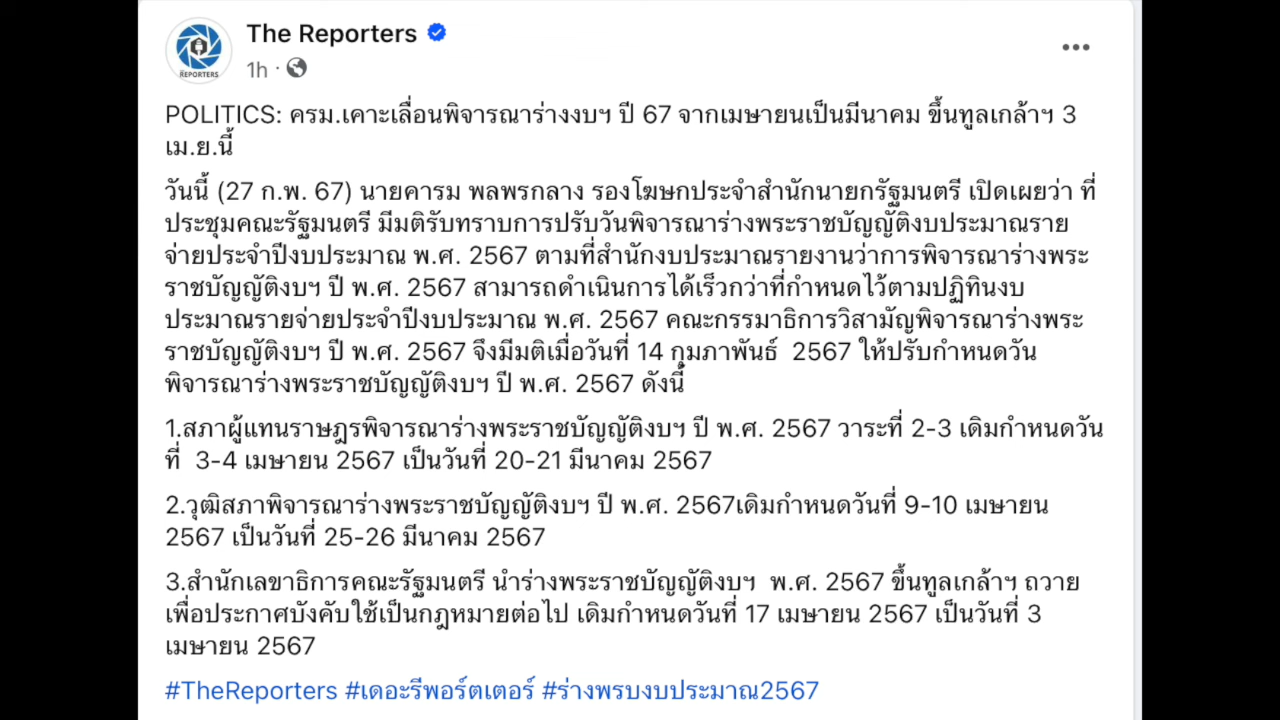 The Reporters
REPORTERS
1h ·
POLITICS: ครม.เคาะเลื่อนพิจารณาร่างงบฯ ปี 67 จากเมษายนเป็นมีนาคม ขึ้นทูลเกล้าฯ 3
เม.ย.นี้
วันนี้ (27 ก.พ. 67) นายคารม พลพรกลาง รองโฆษกประจำสำนักนายกรัฐมนตรี เปิดเผยว่า ที่
ประชุมคณะรัฐมนตรี มีมติรับทราบการปรับวันพิจารณาร่างพระราชบัญญัติงบประมาณราย
จ่ายประจำปีงบประมาณ พ.ศ. 2567 ตามที่สำนักงบประมาณรายงานว่าการพิจารณาร่างพระ
ราชบัญญัติงบฯ ปี พ.ศ. 2567 สามารถดำเนินการได้เร็วกว่าที่กำหนดไว้ตามปฏิทินงบ
ประมาณรายจ่ายประจำปีงบประมาณ พ.ศ. 2567 คณะกรรมาธิการวิสามัญพิจารณาร่างพระ
ราชบัญญัติงบฯ ปี พ.ศ. 2567 จึงมีมติเมื่อวันที่ 14 กุมภาพันธ์  2567 ให้ปรับกำหนดวัน
พิจารณาร่างพระราชบัญญัติงบฯ ปี พ.ศ. 2567 ดังนี้
1.สภาผู้แทนราษฎรพิจารณาร่างพระราชบัญญัติงบฯ ปี พ.ศ. 2567 วาระที่ 2-3 เดิมกำหนดวัน
ที่  3-4 เมษายน 2567 เป็นวันที่ 20-21 มีนาคม 2567
2.วุฒิสภาพิจารณาร่างพระราชบัญญัติงบฯ ปี พ.ศ. 2567เดิมกำหนดวันที่ 9-10 เมษายน
2567 เป็นวันที่ 25-26 มีนาคม 2567
3.สำนักเลขาธิการคณะรัฐมนตรี นำร่างพระราชบัญญัติงบฯ  พ.ศ. 2567 ขึ้นทูลเกล้าฯ ถวาย
เพื่อประกาศบังคับใช้เป็นกฎหมายต่อไป เดิมกำหนดวันที่ 17 เมษายน 2567 เป็นวันที่ 3
เมษายน 2567
#TheReporters #เดอะรีพอร์ตเตอร์ #ร่างพรบงบประมาณ2567